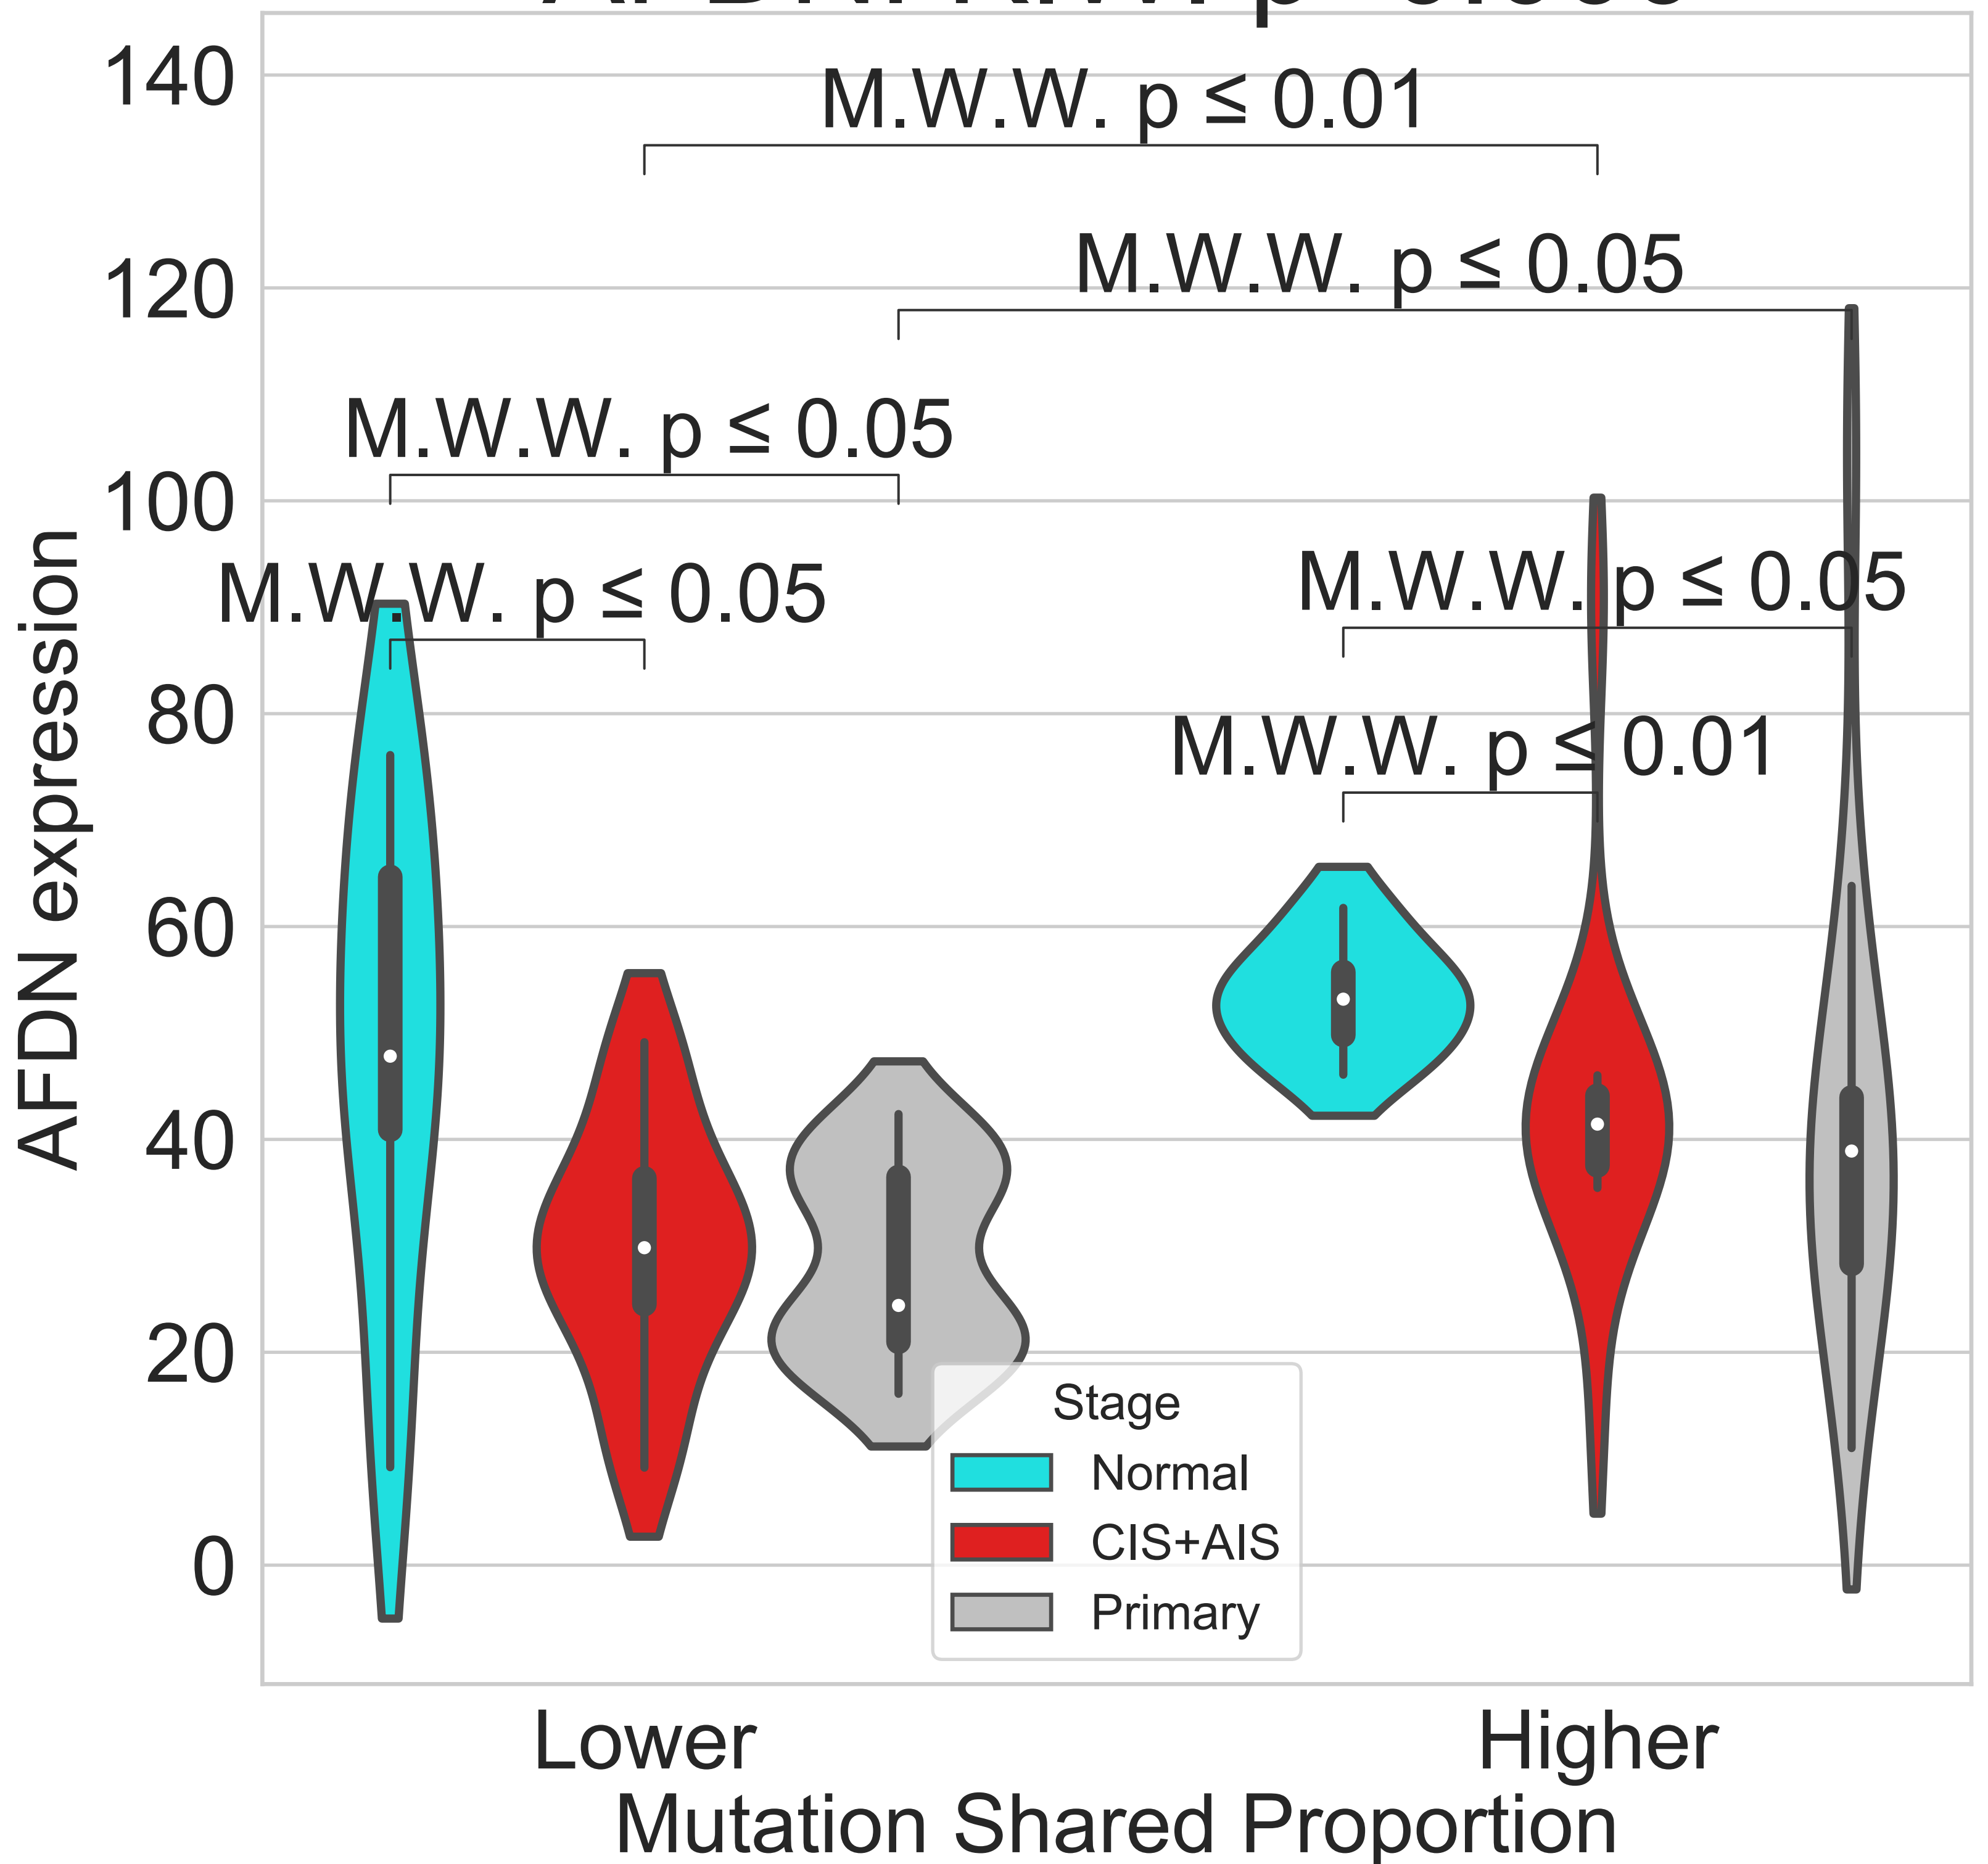 140
M.W.W. p ≤ 0.01
M.W.W. p ≤ 0.05
120
M.W.W. p ≤ 0.05
100
M.W.W. p ≤ 0.05
M.W.W. p ≤ 0.05
80
M.W.W. p ≤ 0.01
60
40
20
0
AFDN expression
Stage
Normal
CIS+AIS
Primary
Lower
Higher
Mutation Shared Proportion